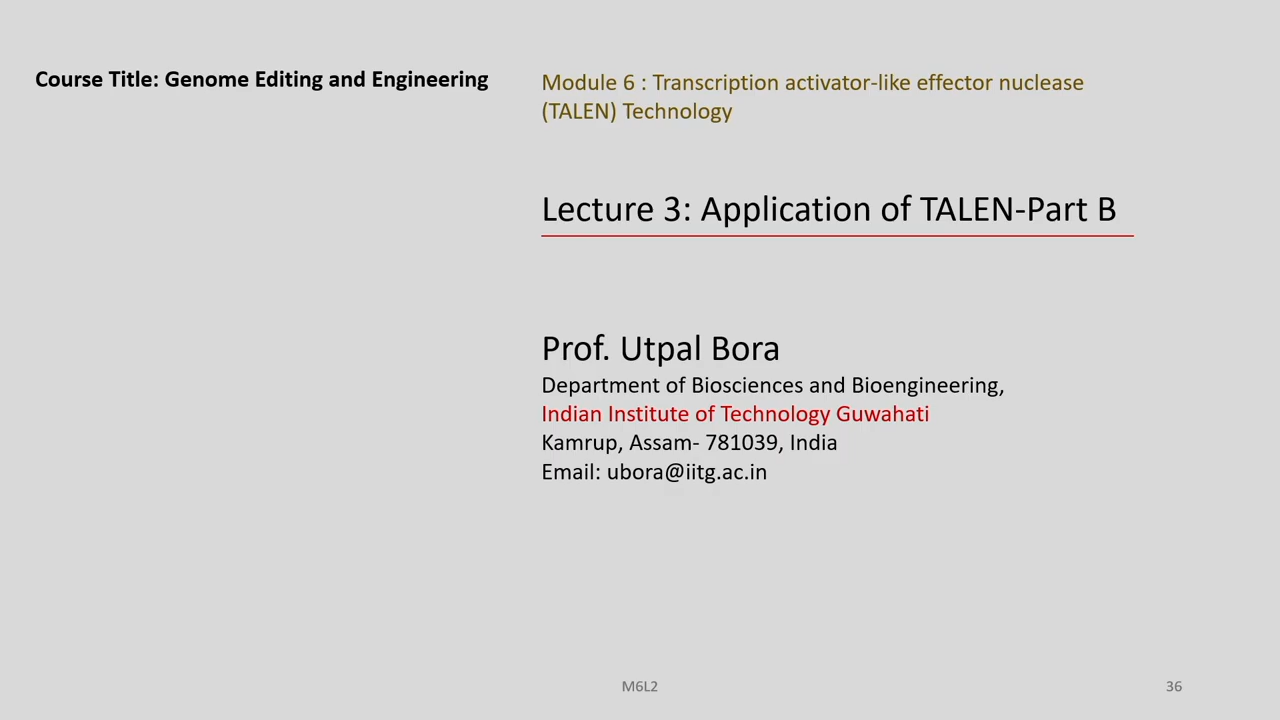 Course Title: Genome Editing and Engineering
Module 6 : Transcription activator-like effector nuclease
(TALEN) Technology
Lecture 3: Application of TALEN-Part B
Prof. Utpal Bora
Department of Biosciences and Bioengineering,
Indian Institute of Technology Guwahati
Kamrup, Assam- 781039, India
Email: ubora@iitg.ac.in
M6L2
36